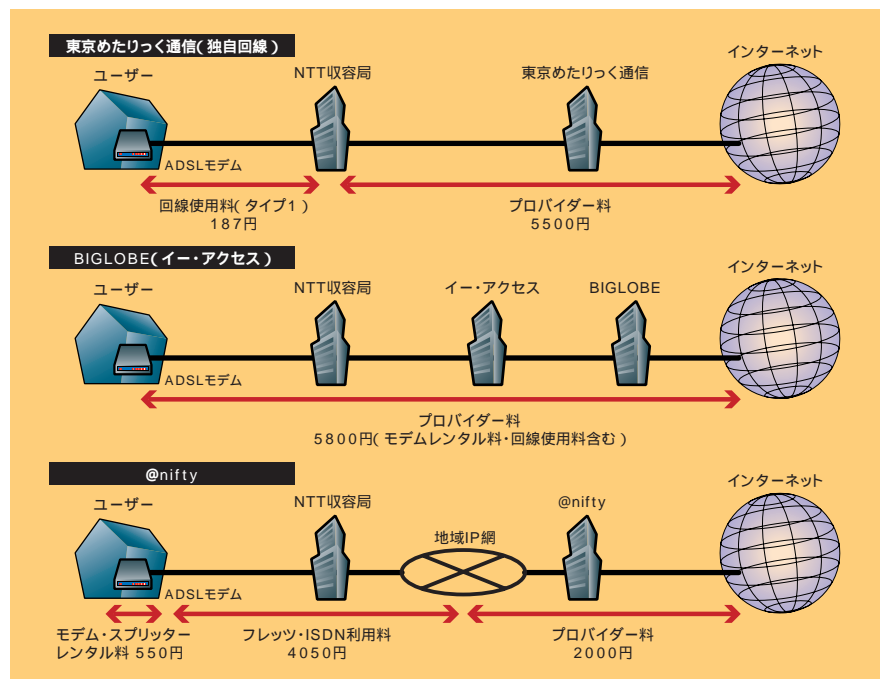 東京めたりっく通信(独自回線)
ユーザー
NTT収容局
東京めたりっく通信
インターネット
ADSLモデム
回線使用料(タイプ1)
187円
プロバイダー料
5500円
BIGLOBE(イー・アクセス)
ユーザー
NTT収容局
イー・アクセス
BIGLOBE
インターネット
ADSLモデム
プロバイダー料
5800円(モデムレンタル料・回線使用料含む)
@nifty
ユーザー
NTT収容局
地域IP網
@nifty
インターネット
ADSLモデム
モデム・スプリッター
レンタル料 550円
フレッツ・ISDN利用料
4050円
プロバイダー料
2000円